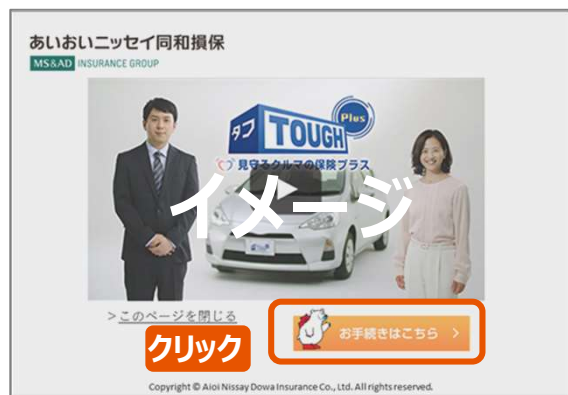 あいおいニッセイ同和損保
MS&AD INSURANCE GROUP
タフ TOUGH Plus
見守るクルマの保険プラス
イメージ
>このページを閉じる
クリック
お手続きはこちら >
Copyright © Aioi Nissay Dowa Insurance Co., Ltd. All rights reserved.